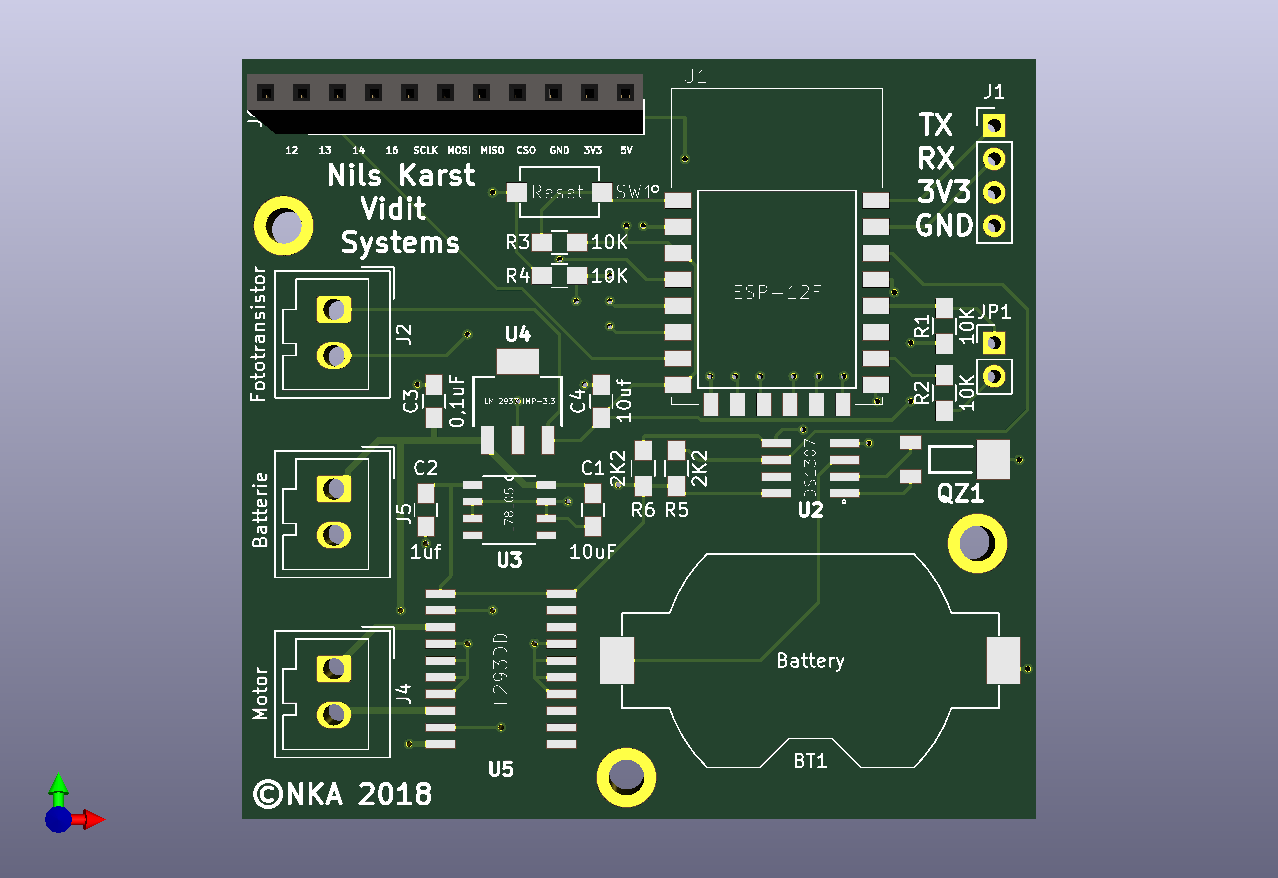 J1
J1
TX
RX
3V3
GND
12 13 14 16 SCLK MOSI MISO CSO GND 3V3 5V
Nils Karst
Vidit
Systems
Reset SW1
R3 10K
R4 10K
ESP-12F
Fototransistor
J2
U4
LM 2937IMP-3.3
C3
0,1uF
C4
10uf
R1
10K
JP1
R2
10K
Batterie
J5
C2
1uf
U3
C1
10uF
2K2
2K2
R6 R5
DS1307
U2
QZ1
Motor
J4
L293DD
U5
Battery
BT1
©NKA 2018